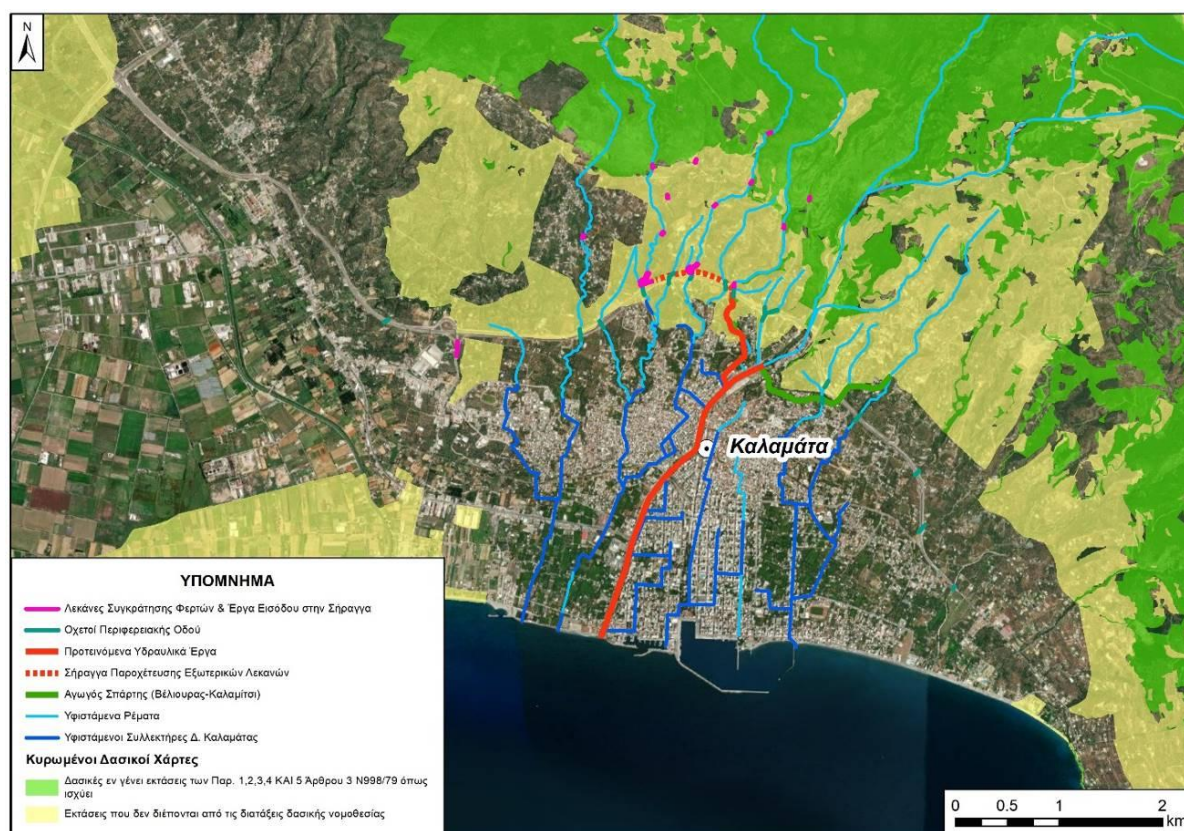 N
Καλαμάτα
ΥΠΟΜΝΗΜΑ
Λεκάνες Συγκράτησης Φερτών & Έργα Εισόδου στην Σήραγγα
Οχετοί Περιφερειακής Οδού
Προτεινόμενα Υδραυλικά Έργα
Σήραγγα Παροχέτευσης Εξωτερικών Λεκανών
Αγωγός Σπάρτης (Βέλιουρας-Καλαμίτσι)
Υφιστάμενα Ρέματα
Υφιστάμενοι Συλλεκτήρες Δ. Καλαμάτας
Κυρωμένοι Δασικοί Χάρτες
Δασικές εν γένει εκτάσεις των Παρ. 1,2,3,4 ΚΑΙ 5 Άρθρου 3 Ν998/79 όπως
ισχύει
Εκτάσεις που δεν διέπονται από τις διατάξεις δασικής νομοθεσίας
0 0.5 1 2
km